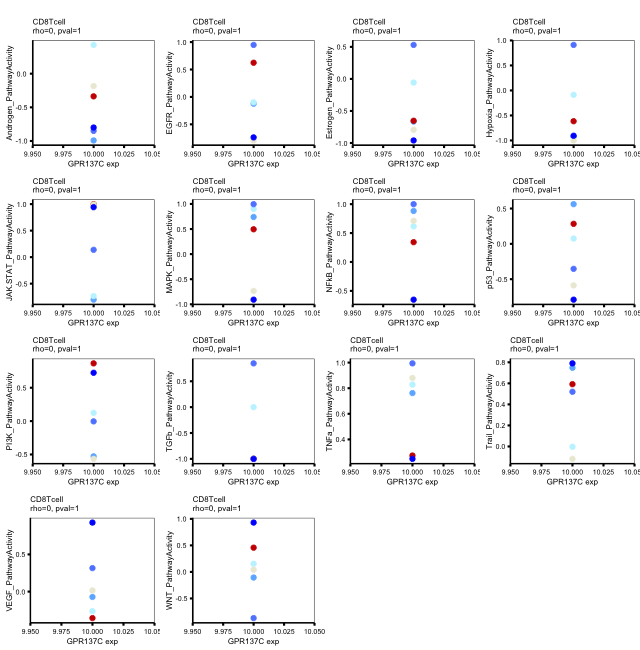 CD8Tcell
rho=0, pval=1
Androgen_PathwayActivity
0.0
-0.5
-1.0
9.950 9.975 10.000 10.025 10.05
GPR137C exp
CD8Tcell
rho=0, pval=1
EGFR_PathwayActivity
1.0
0.5
0.0
-0.5
9.950 9.975 10.000 10.025 10.05
GPR137C exp
CD8Tcell
rho=0, pval=1
Estrogen_PathwayActivity
0.5
0.0
-0.5
-1.0
9.950 9.975 10.000 10.025 10.05
GPR137C exp
CD8Tcell
rho=0, pval=1
Hypoxia_PathwayActivity
1.0
0.5
0.0
-0.5
-1.0
9.950 9.975 10.000 10.025 10.05
GPR137C exp
CD8Tcell
rho=0, pval=1
JAK.STAT_PathwayActivity
1.0
0.5
0.0
-0.5
9.950 9.975 10.000 10.025 10.05
GPR137C exp
CD8Tcell
rho=0, pval=1
MAPK_PathwayActivity
1.0
0.5
0.0
-0.5
-1.0
9.950 9.975 10.000 10.025 10.05
GPR137C exp
CD8Tcell
rho=0, pval=1
NFkB_PathwayActivity
1.0
0.5
0.0
-0.5
9.950 9.975 10.000 10.025 10.05
GPR137C exp
CD8Tcell
rho=0, pval=1
p53_PathwayActivity
0.5
0.0
-0.5
9.950 9.975 10.000 10.025 10.05
GPR137C exp
CD8Tcell
rho=0, pval=1
PI3K_PathwayActivity
0.5
0.0
-0.5
9.950 9.975 10.000 10.025 10.05
GPR137C exp
CD8Tcell
rho=0, pval=1
TGFb_PathwayActivity
0.5
0.0
-0.5
-1.0
9.950 9.975 10.000 10.025 10.05
GPR137C exp
CD8Tcell
rho=0, pval=1
TNFa_PathwayActivity
1.0
0.8
0.6
0.4
9.950 9.975 10.000 10.025 10.05
GPR137C exp
CD8Tcell
rho=0, pval=1
Trail_PathwayActivity
0.8
0.6
0.4
0.2
0.0
9.950 9.975 10.000 10.025 10.05
GPR137C exp
CD8Tcell
rho=0, pval=1
VEGF_PathwayActivity
0.5
0.0
9.950 9.975 10.000 10.025 10.05
GPR137C exp
CD8Tcell
rho=0, pval=1
WNT_PathwayActivity
1.0
0.5
0.0
-0.5
9.950 9.975 10.000 10.025 10.050
GPR137C exp